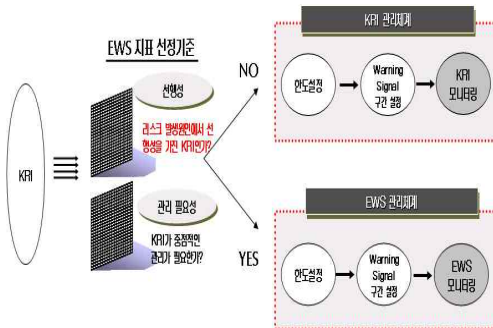 EWS 지표 선정기준
KRI
선행성
리스크 발생원인에서 선
행성을 가진 KRI인가?
관리 필요성
KRI가 중점적인
관리가 필요한가?
NO
YES
KRI 관리체계
한도설정
Warning
Signal
구간 설정
KRI
모니터링
EWS 관리체계
한도설정
Warning
Signal
구간 설정
EWS
모니터링